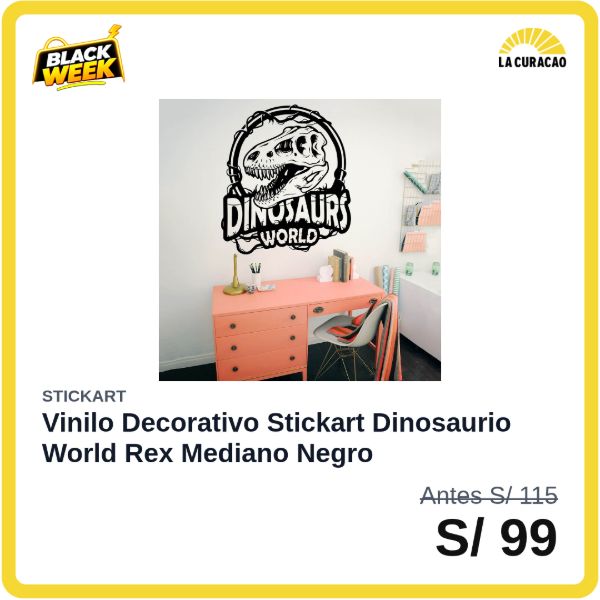 BLACK
WEEK
LA CURACAO
DINOSAURS
WORLD
STICKART
Vinilo Decorativo Stickart Dinosaurio
World Rex Mediano Negro
Antes S/ 115
S/ 99